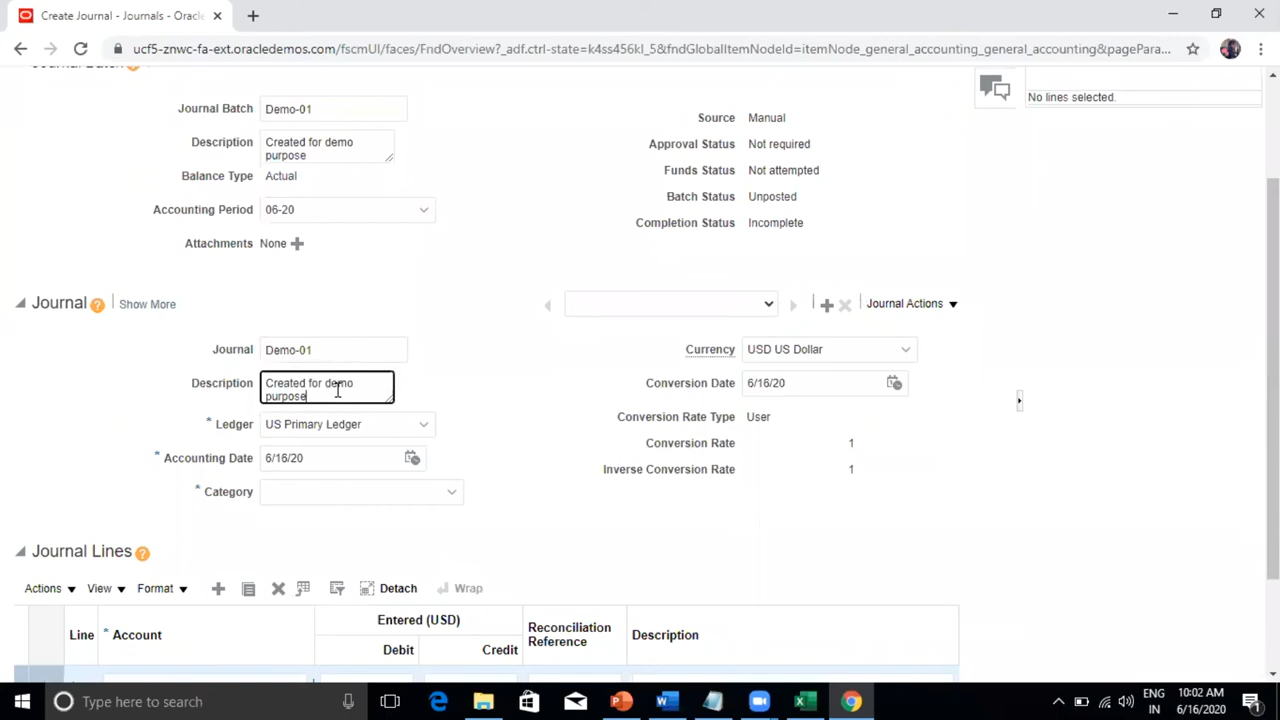 Create Journal - Journals - Oracle
ucf5-znwc-fa-ext.oracledemos.com/fscmUI/faces/FndOverview?_adf.ctrl-state=k4ss456kl_5&fndGlobalItemNodeId=itemNode_general_accounting_general_accounting&pagePara...
Journal Batch
No lines selected.
Journal Batch Demo-01
Source Manual
Description Created for demo
purpose
Approval Status Not required
Funds Status Not attempted
Balance Type Actual
Batch Status Unposted
Accounting Period 06-20
Completion Status Incomplete
Attachments None
Journal Show More
Journal Actions
Journal Demo-01
Currency USD US Dollar
Description Created for demo
purpose
Conversion Date 6/16/20
* Ledger US Primary Ledger
Conversion Rate Type User
Conversion Rate 1
* Accounting Date 6/16/20
Inverse Conversion Rate 1
* Category
Journal Lines
Actions View Format Detach Wrap
Line * Account Entered (USD) Reconciliation
Reference Description
Debit Credit
Type here to search
ENG
IN
10:02 AM
6/16/2020
1